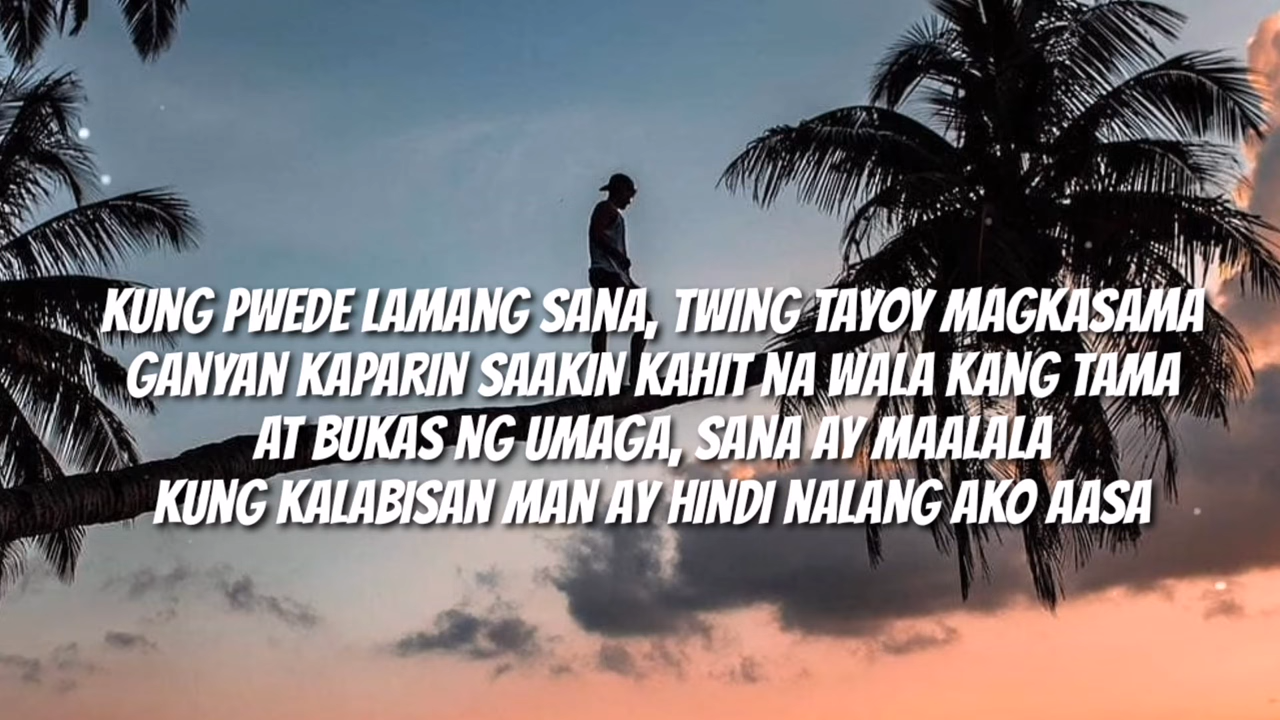 KUNG PWEDE LAMANG SANA, TWING TAYOY MAGKASAMA
GANYAN KAPARIN SAAKIN KAHIT NA WALA KANG TAMA
AT BUKAS NG UMAGA, SANA AY MAALALA
KUNG KALABISAN MAN AY HINDI NALANG AKO AASA